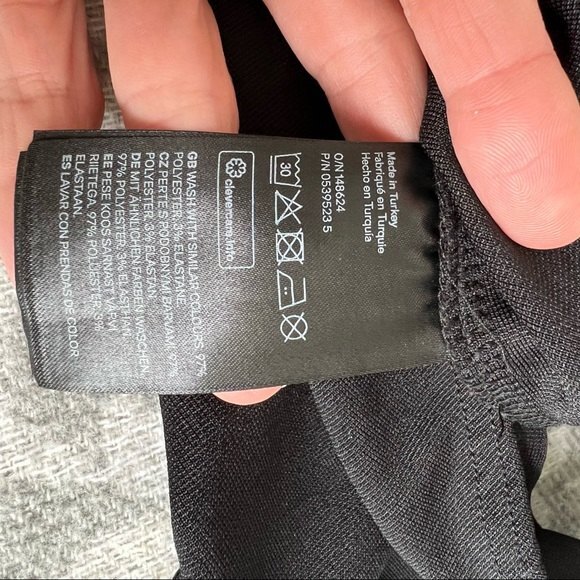 Made in Turkey
Fabriqué en Turquie
Hecho en Turquía
O/N 148624
P/N 0539523 5
30
clevercare.info
GB WASH WITH SIMILAR COLOURS. 97%
POLYESTER. 3% ELASTANE.
CZ PERTE S PODOBNÝMI BARVAMI. 97%
POLYESTER. 3% ELASTAN.
DE MIT ÄHNLICHEN FARBEN WASCHEN.
97% POLYESTER. 3% ELASTHAN.
EE PESE KOOS SARNAST VÄRVI
RIIETEGA. 97% POLÜESTER. 3%
ELASTAAN.
ES LAVAR CON PRENDAS DE COLOR